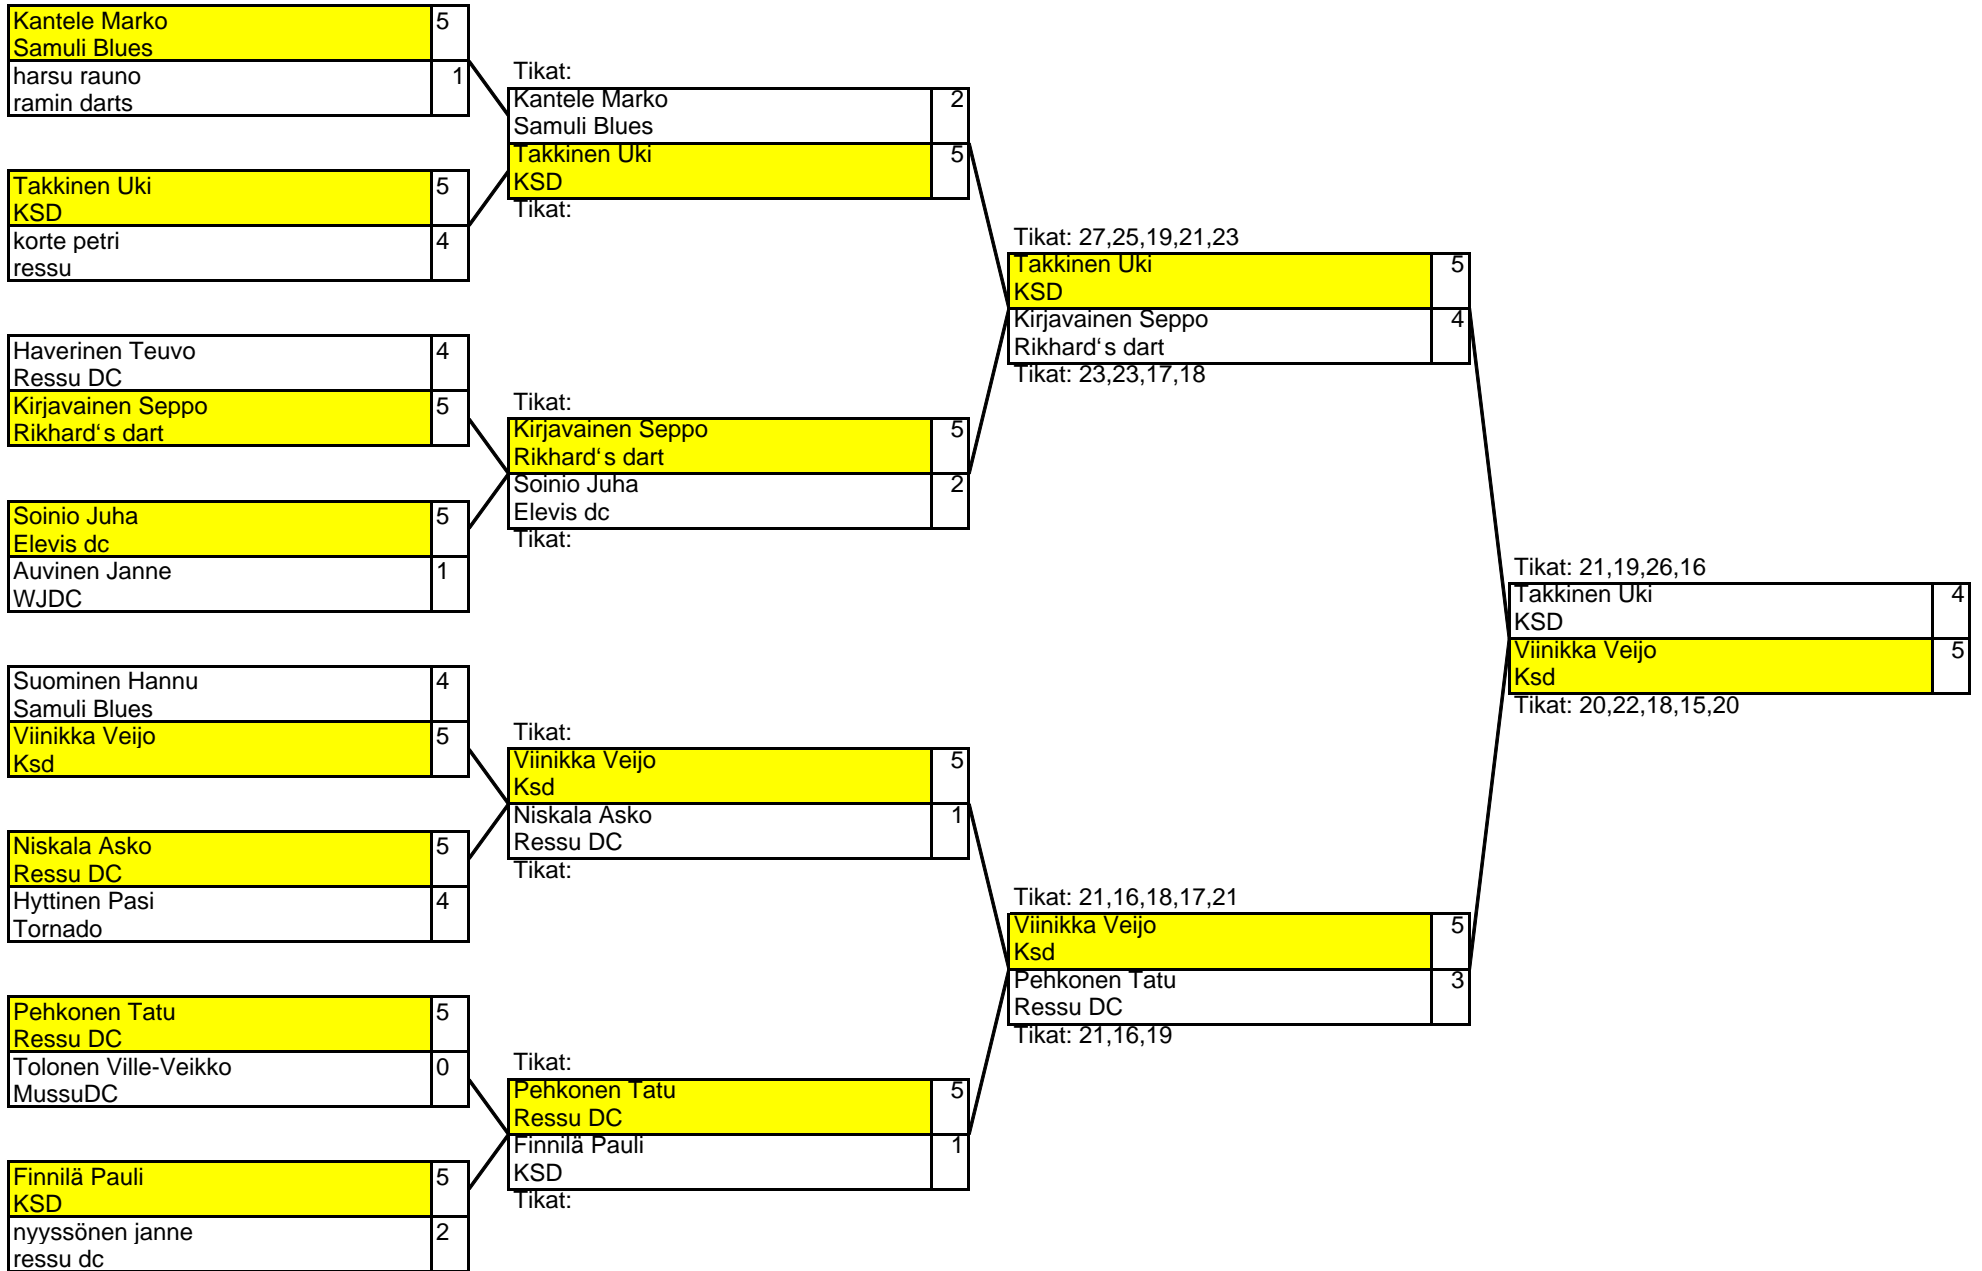 Kantele Marko 5
Samuli Blues
harsu rauno 1
ramin darts
Takkinen Uki 5
KSD
korte petri 4
ressu
Haverinen Teuvo 4
Ressu DC
Kirjavainen Seppo 5
Rikhard‘s dart
Soinio Juha 5
Elevis dc
Auvinen Janne 1
WJDC
Suominen Hannu 4
Samuli Blues
Viinikka Veijo 5
Ksd
Niskala Asko 5
Ressu DC
Hyttinen Pasi 4
Tornado
Pehkonen Tatu 5
Ressu DC
Tolonen Ville-Veikko 0
MussuDC
Finnilä Pauli 5
KSD
nyyssönen janne 2
ressu dc
Tikat:
Kantele Marko 2
Samuli Blues
Takkinen Uki 5
KSD
Tikat:
Tikat:
Kirjavainen Seppo 5
Rikhard‘s dart
Soinio Juha 2
Elevis dc
Tikat:
Tikat:
Viinikka Veijo 5
Ksd
Niskala Asko 1
Ressu DC
Tikat:
Tikat:
Pehkonen Tatu 5
Ressu DC
Finnilä Pauli 1
KSD
Tikat:
Tikat: 27,25,19,21,23
Takkinen Uki 5
KSD
Kirjavainen Seppo 4
Rikhard‘s dart
Tikat: 23,23,17,18
Tikat: 21,16,18,17,21
Viinikka Veijo 5
Ksd
Pehkonen Tatu 3
Ressu DC
Tikat: 21,16,19
Tikat: 21,19,26,16
Takkinen Uki 4
KSD
Viinikka Veijo 5
Ksd
Tikat: 20,22,18,15,20